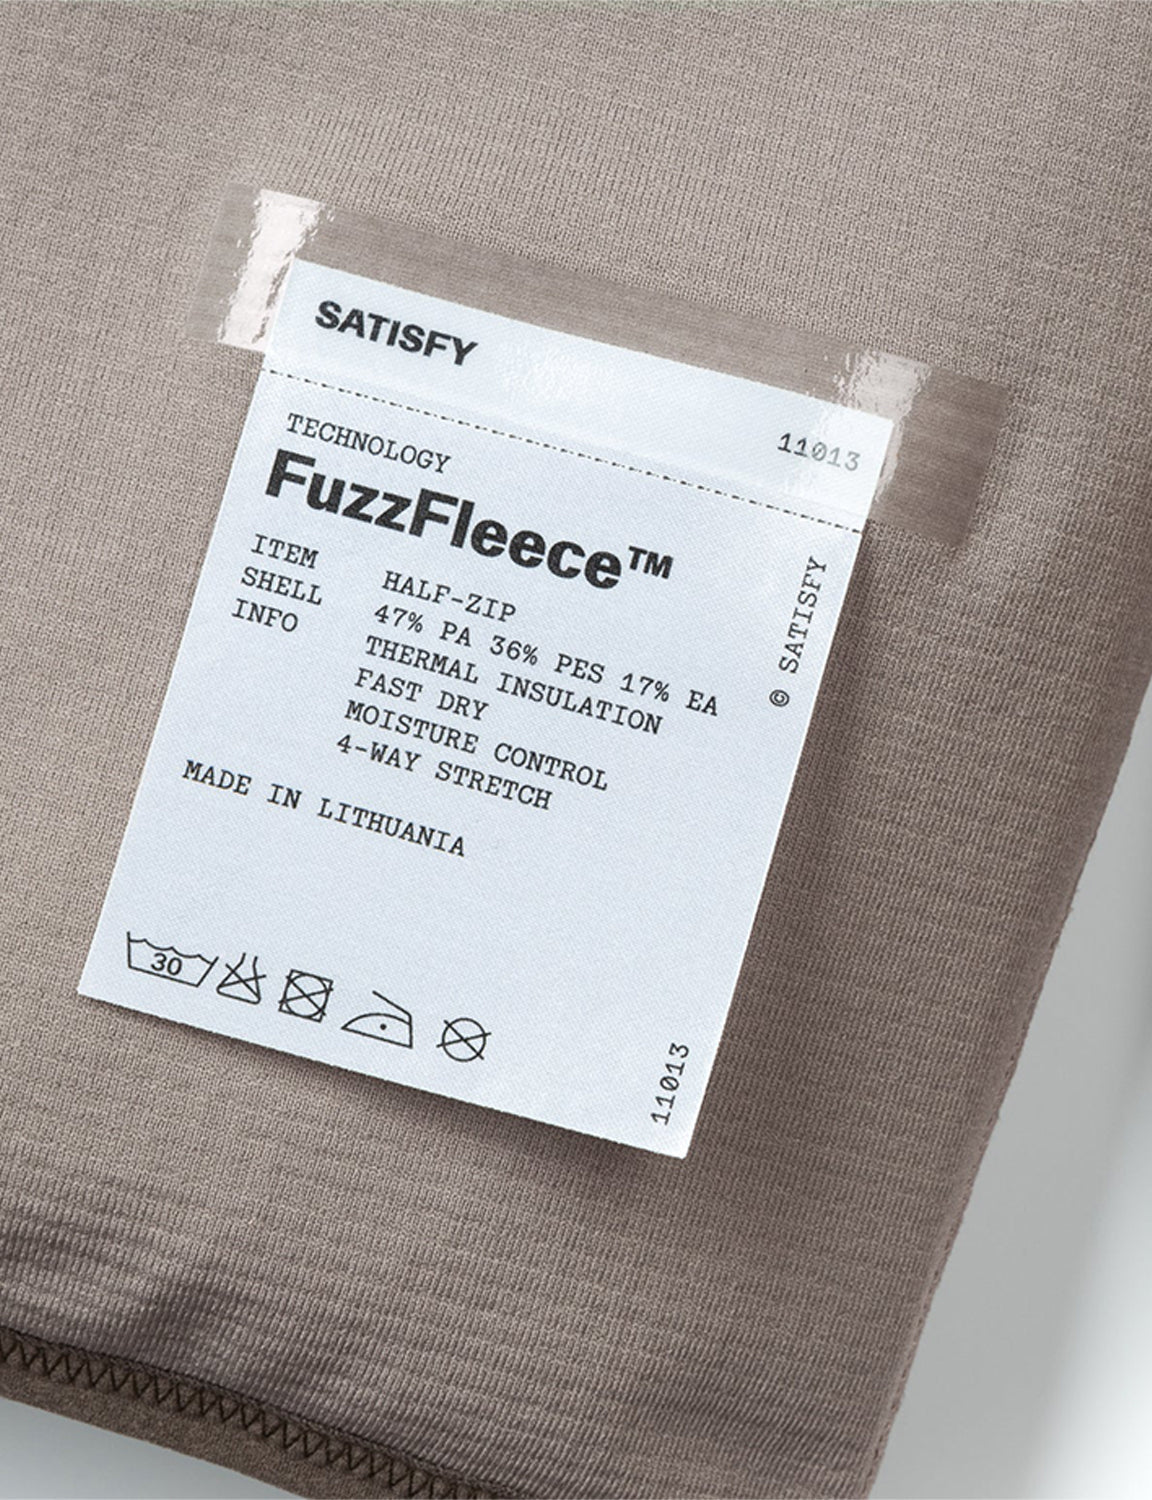 SATISFY
11013
TECHNOLOGY
FuzzFleece™
ITEM HALF-ZIP
SHELL 47% PA 36% PES 17% EA
INFO THERMAL INSULATION
FAST DRY
MOISTURE CONTROL
4-WAY STRETCH
MADE IN LITHUANIA
© SATISFY
30
11013